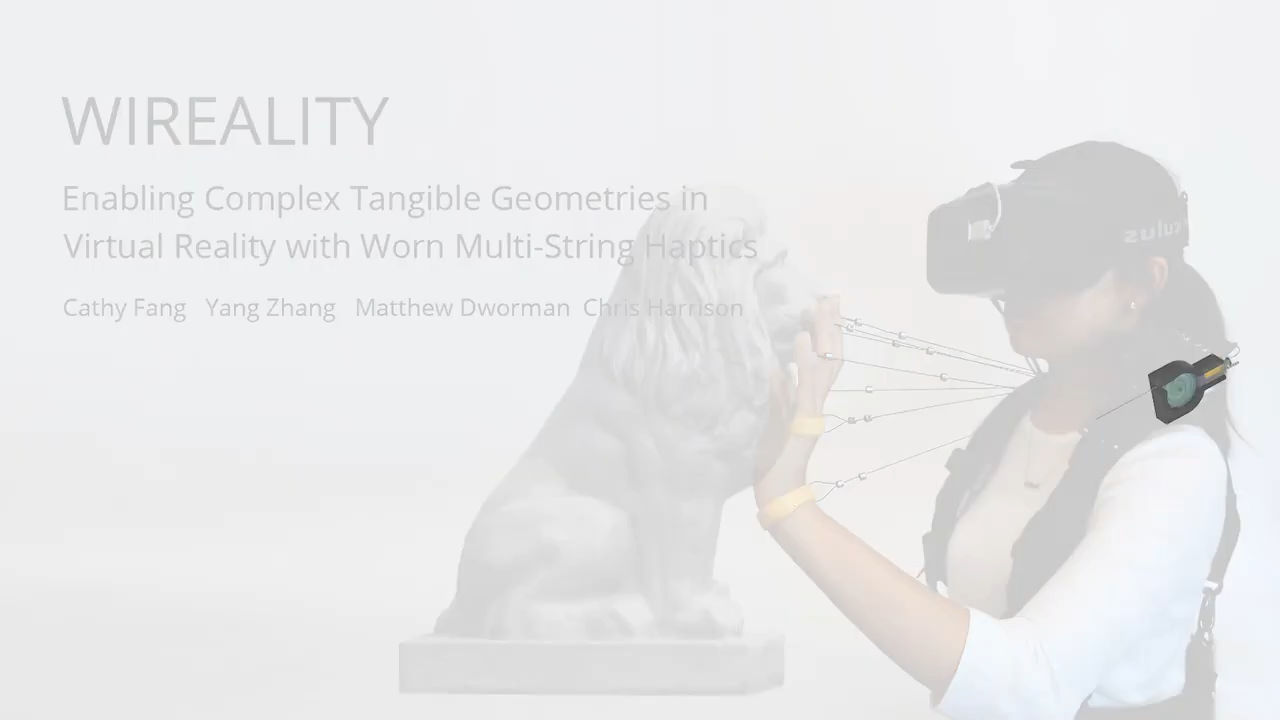 WIREALITY
Enabling Complex Tangible Geometries in
Virtual Reality with Worn Multi-String Haptics
Cathy Fang Yang Zhang Matthew Dworman Chris Harrison